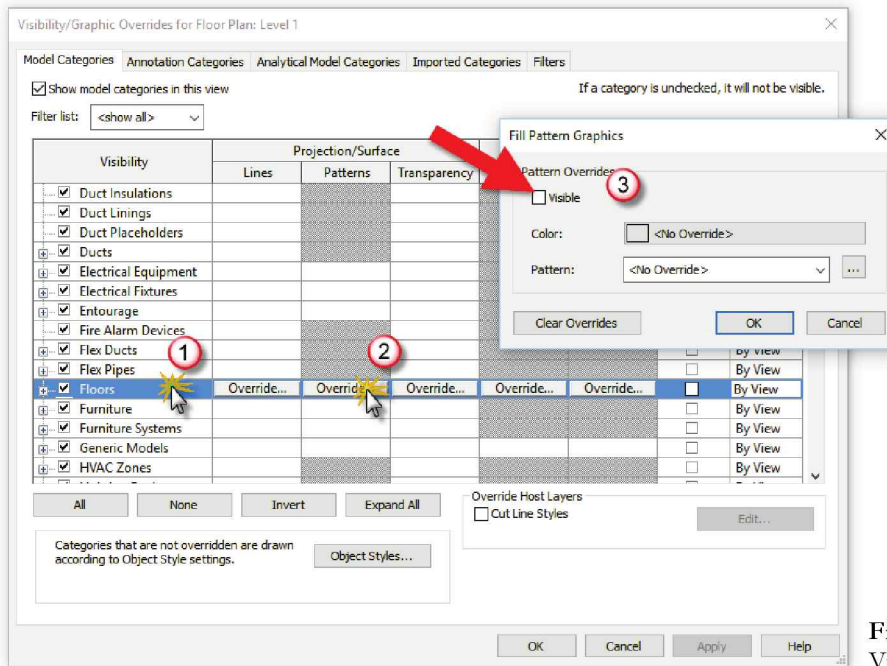 Visibility/Graphic Overrides for Floor Plan: Level 1
Model Categories Annotation Categories Analytical Model Categories Imported Categories Filters
Show model categories in this view If a category is unchecked, it will not be visible.
Filter list: <show all>
Visibility Projection/Surface
Lines Patterns Transparency
Duct Insulations
Duct Linings
Duct Placeholders
Ducts
Electrical Equipment
Electrical Fixtures
Entourage
Fire Alarm Devices
Flex Ducts By View
Flex Pipes By View
Floors Override... Override... Override... Override... Override... By View
Furniture By View
Furniture Systems By View
Generic Models By View
HVAC Zones By View
Fill Pattern Graphics
Pattern Overrides
Visible
Color: <No Override>
Pattern: <No Override> ...
Clear Overrides OK Cancel
1
2
3
All None Invert Expand All
Override Host Layers
Cut Line Styles Edit...
Categories that are not overridden are drawn
according to Object Style settings.
Object Styles...
OK Cancel Apply Help